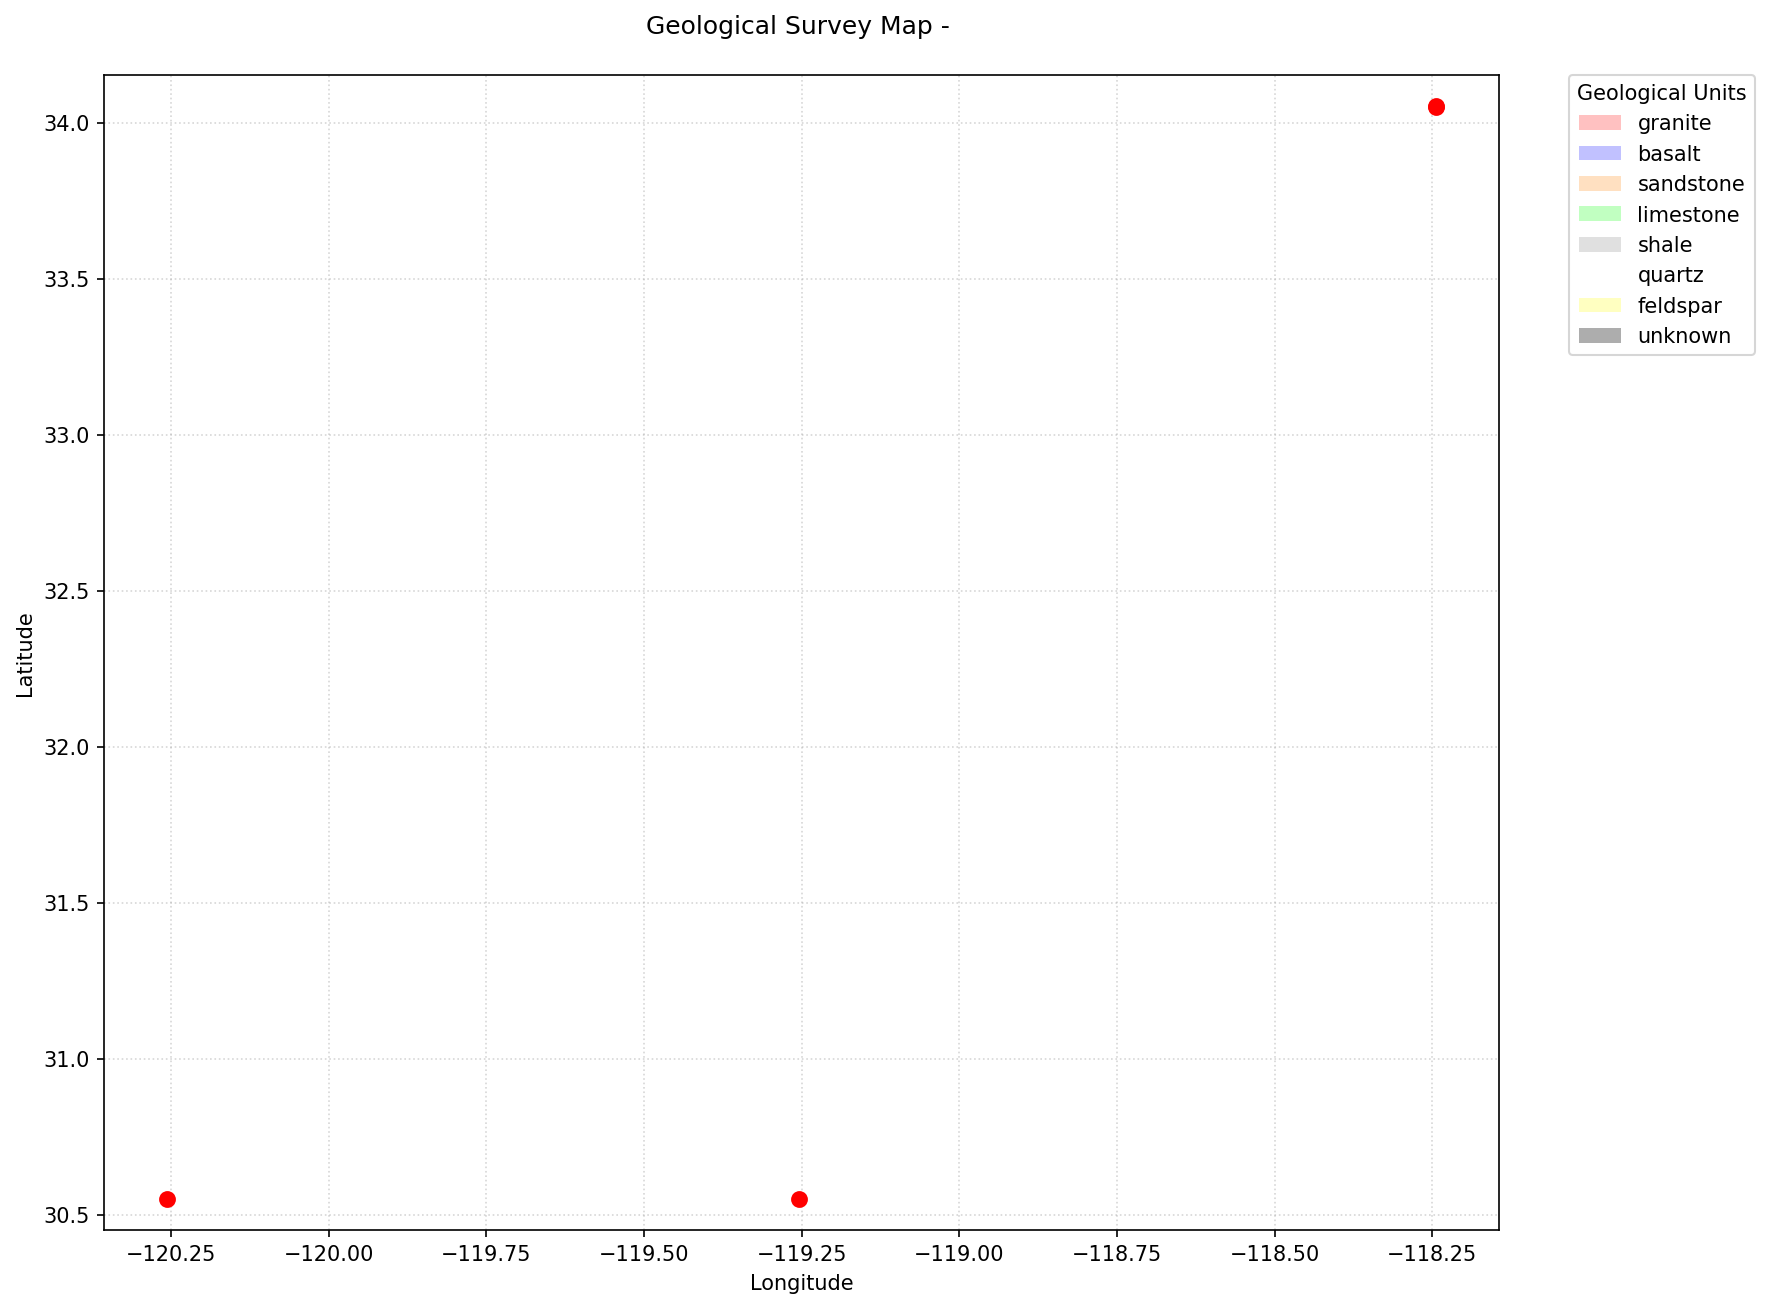 Geological Survey Map -
Geological Units
granite
basalt
sandstone
limestone
shale
quartz
feldspar
unknown
Latitude
34.0
33.5
33.0
32.5
32.0
31.5
31.0
30.5
−120.25 −120.00 −119.75 −119.50 −119.25 −119.00 −118.75 −118.50 −118.25
Longitude